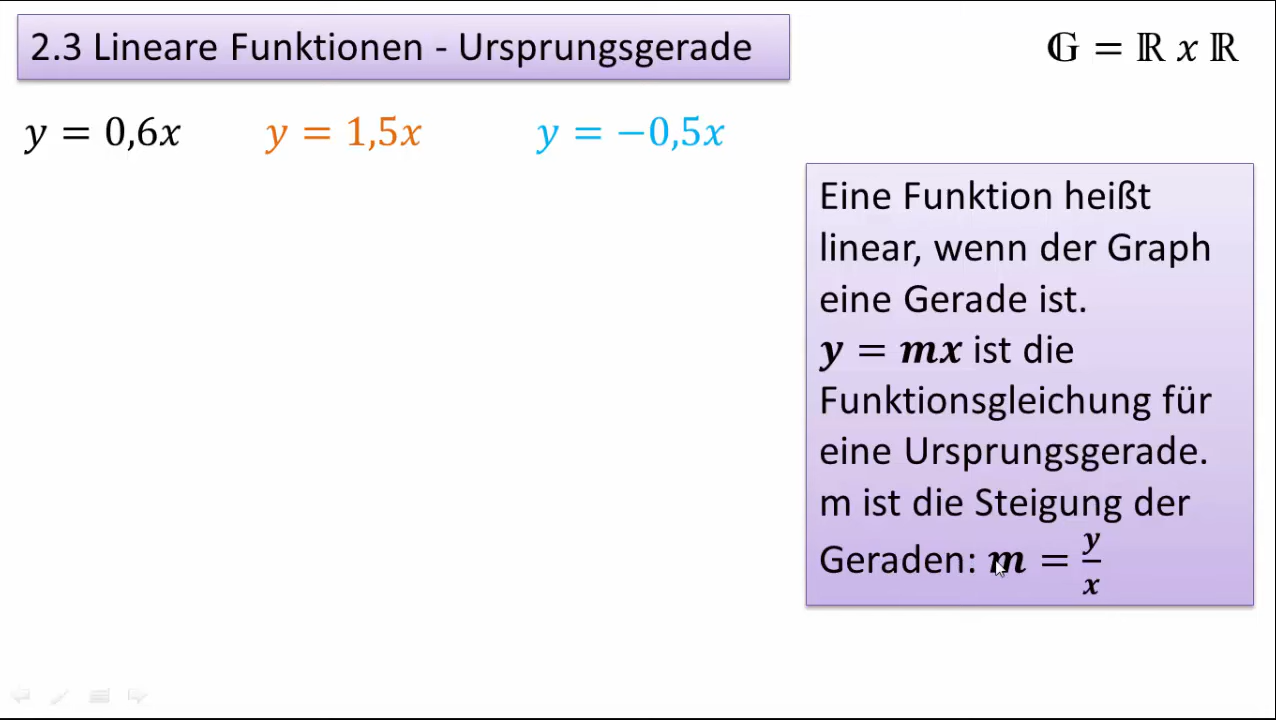 2.3 Lineare Funktionen - Ursprungsgerade
𝔾 = ℝ x ℝ
y = 0,6x
y = 1,5x
y = −0,5x
Eine Funktion heißt
linear, wenn der Graph
eine Gerade ist.
y = mx ist die
Funktionsgleichung für
eine Ursprungsgerade.
m ist die Steigung der
Geraden: m = y/x